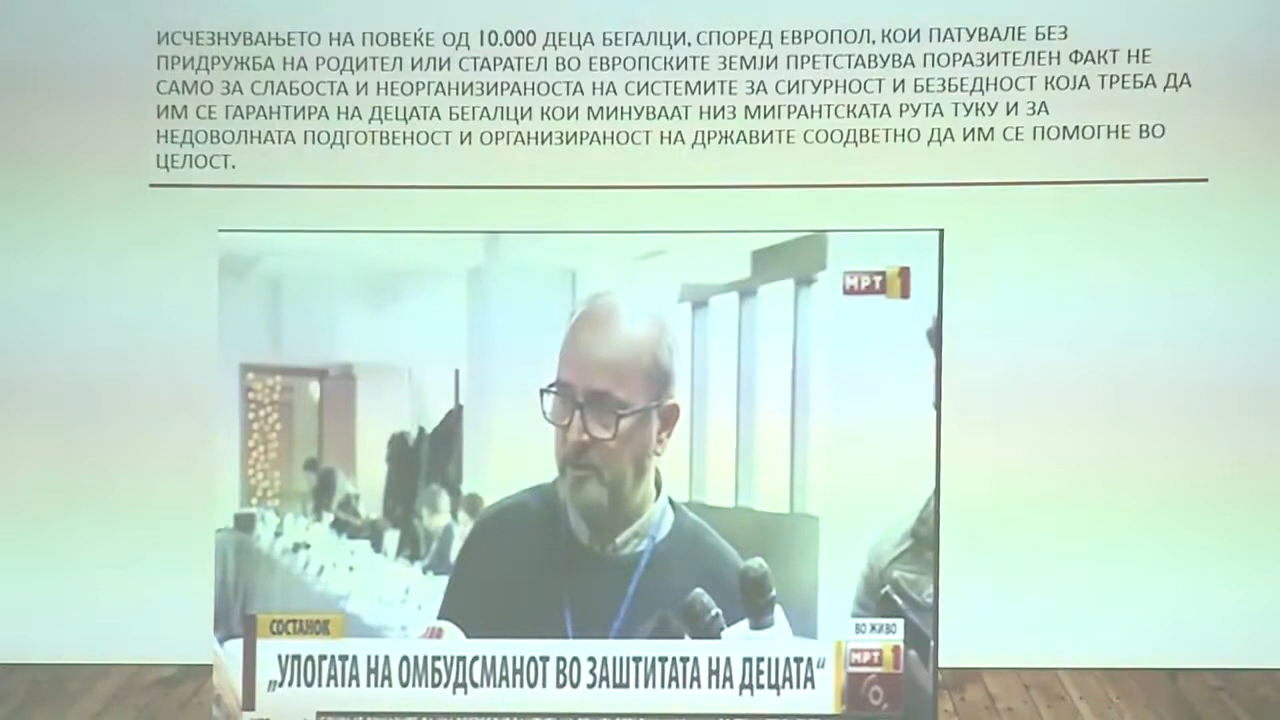 ИСЧЕЗНУВАЊЕТО НА ПОВЕЌЕ ОД 10.000 ДЕЦА БЕГАЛЦИ, СПОРЕД ЕВРОПОЛ, КОИ ПАТУВАЛЕ БЕЗ
ПРИДРУЖБА НА РОДИТЕЛ ИЛИ СТАРАТЕЛ ВО ЕВРОПСКИТЕ ЗЕМЈИ ПРЕТСТАВУВА ПОРАЗИТЕЛЕН ФАКТ НЕ
САМО ЗА СЛАБОСТА И НЕОРГАНИЗИРАНОСТА НА СИСТЕМИТЕ ЗА СИГУРНОСТ И БЕЗБЕДНОСТ КОЈА ТРЕБА ДА
ИМ СЕ ГАРАНТИРА НА ДЕЦАТА БЕГАЛЦИ КОИ МИНУВААТ НИЗ МИГРАНТСКАТА РУТА ТУКУ И ЗА
НЕДОВОЛНАТА ПОДГОТВЕНОСТ И ОРГАНИЗИРАНОСТ НА ДРЖАВИТЕ СООДВЕТНО ДА ИМ СЕ ПОМОГНЕ ВО
ЦЕЛОСТ.
МРТ 1
СОСТАНОК
ВО ЖИВО
„УЛОГАТА НА ОМБУДСМАНОТ ВО ЗАШТИТАТА НА ДЕЦАТА“
МРТ 1